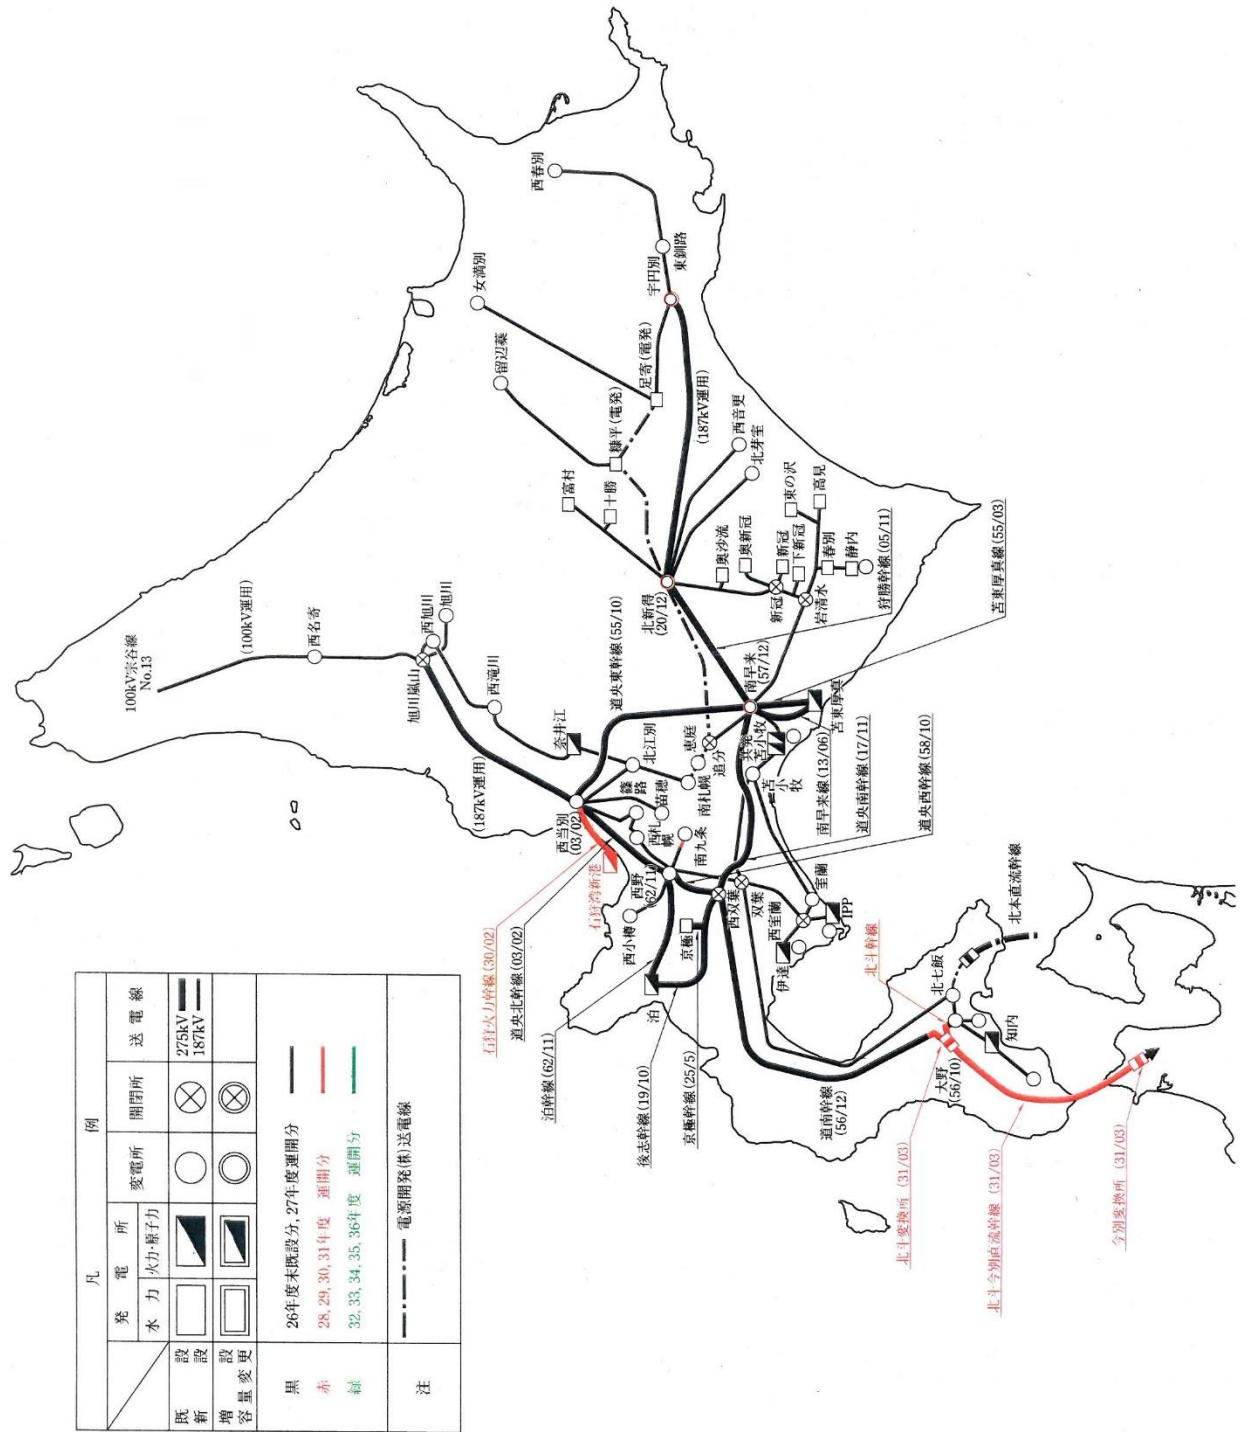 凡 例
発 電 所
変電所
開閉所
送 電 線
水 力
火力・原子力
既 設
新 設
増 設
容 量 変 更
275kV
187kV
黒
26年度末既設分, 27年度運開分
赤
28, 29, 30, 31年度 運開分
緑
32, 33, 34, 35, 36年度 運開分
注
電源開発(株)送電線
100kV宗谷線
No.13
(100kV運用)
西名寄
旭川嵐山
西旭川
旭川
西滝川
奈井江
(187kV運用)
西当別
(03/02)
石狩湾新港
北江別
篠路
苗穂
恵庭
南札幌
追分
西札幌
南九条
西野
(62/11)
西小樽
京極
泊
西双葉
双葉
西室蘭
伊達
室蘭
IPP
苫小牧
共発
苫小牧
苫東厚真
南早来
(57/12)
道央東幹線(55/10)
北新得
(20/12)
富村
十勝
糠平(電発)
足寄(電発)
留辺蘂
女満別
宇円別
東釧路
西春別
(187kV運用)
西音更
北芽室
奥沙流
奥新冠
新冠
新冠
下新冠
岩清水
東の沢
高見
春別
静内
狩勝幹線(05/11)
苫東厚真線(55/03)
南早来線(13/06)
道央南幹線(17/11)
道央西幹線(58/10)
石狩火力幹線(30/02)
道央北幹線(03/02)
泊幹線(62/11)
後志幹線(19/10)
京極幹線(25/5)
道南幹線
(56/12)
大野
(56/10)
北七飯
知内
北斗幹線
北本直流幹線
北斗変換所 (31/03)
北斗今別直流幹線 (31/03)
今別変換所 (31/03)